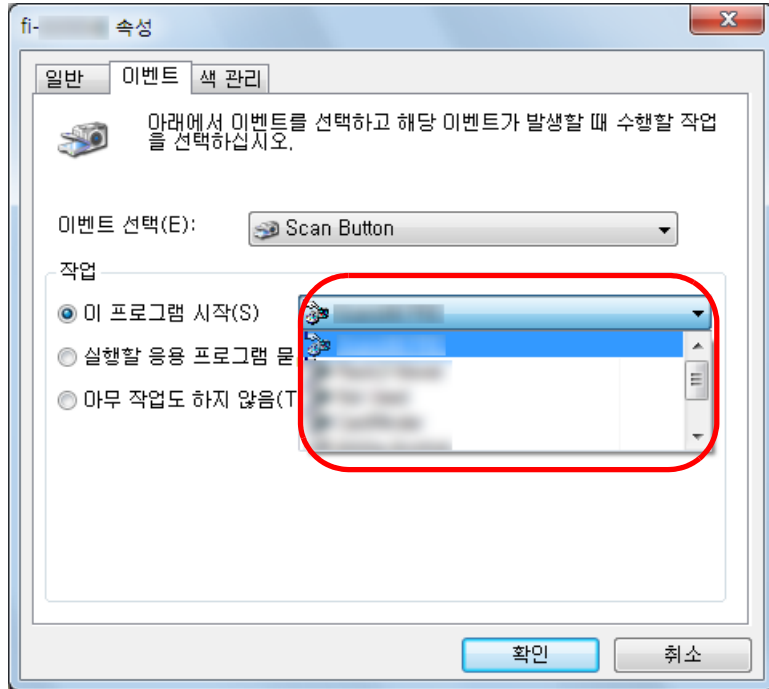 fi- 속성
일반 이벤트 색 관리
아래에서 이벤트를 선택하고 해당 이벤트가 발생할 때 수행할 작업
을 선택하십시오.
이벤트 선택(E): Scan Button
작업
이 프로그램 시작(S)
실행할 응용 프로그램 묻
아무 작업도 하지 않음(T
확인 취소